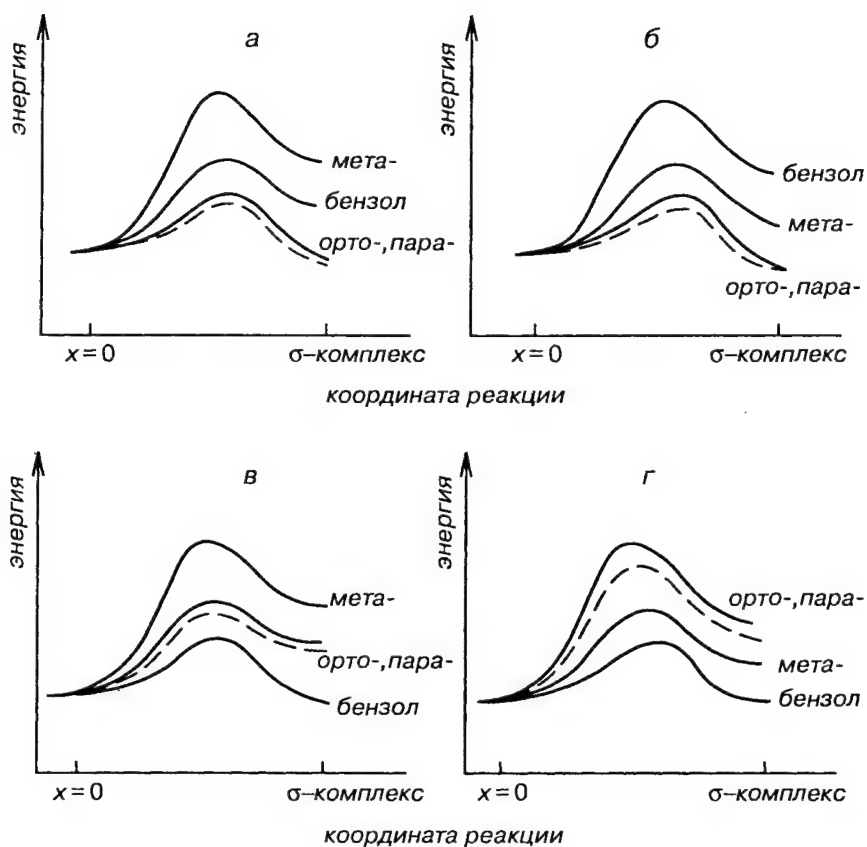 а
энергия
мета-
бензол
орто-,пара-
x=0
σ–комплекс
б
энергия
бензол
мета-
орто-,пара-
x=0
σ–комплекс
координата реакции
в
энергия
мета-
орто-,пара-
бензол
x=0
σ–комплекс
г
энергия
орто-,пара-
мета-
бензол
x=0
σ–комплекс
координата реакции